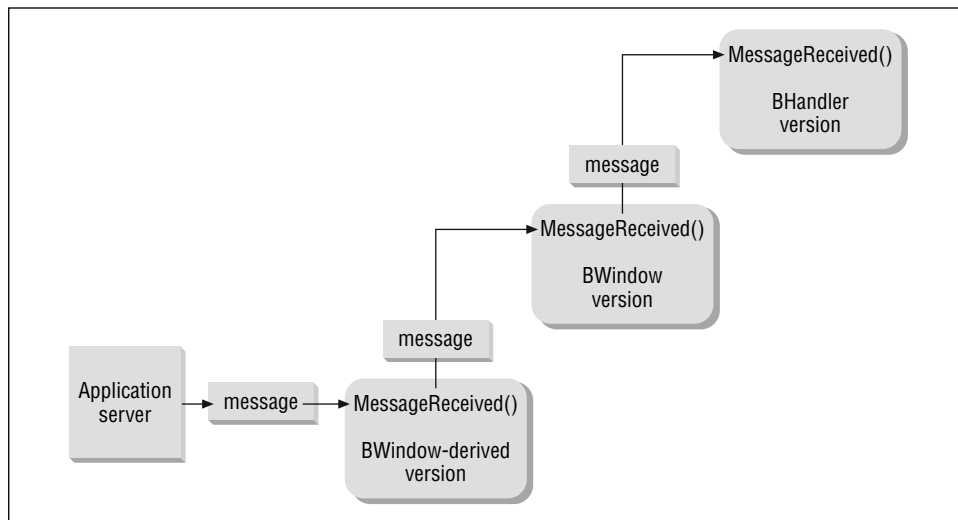 MessageReceived()
BHandler
version
message
MessageReceived()
BWindow
version
message
Application
server
message
MessageReceived()
BWindow-derived
version